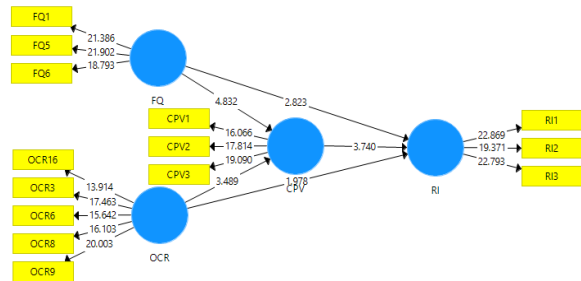 FQ1
FQ5
FQ6
21.386
21.902
18.793
FQ
4.832
2.823
CPV1
CPV2
CPV3
16.066
17.814
19.090
CPV
3.740
RI1
RI2
RI3
22.869
19.371
22.793
RI
3.489
1.978
OCR16
OCR3
OCR6
OCR8
OCR9
13.914
17.463
15.642
16.103
20.003
OCR